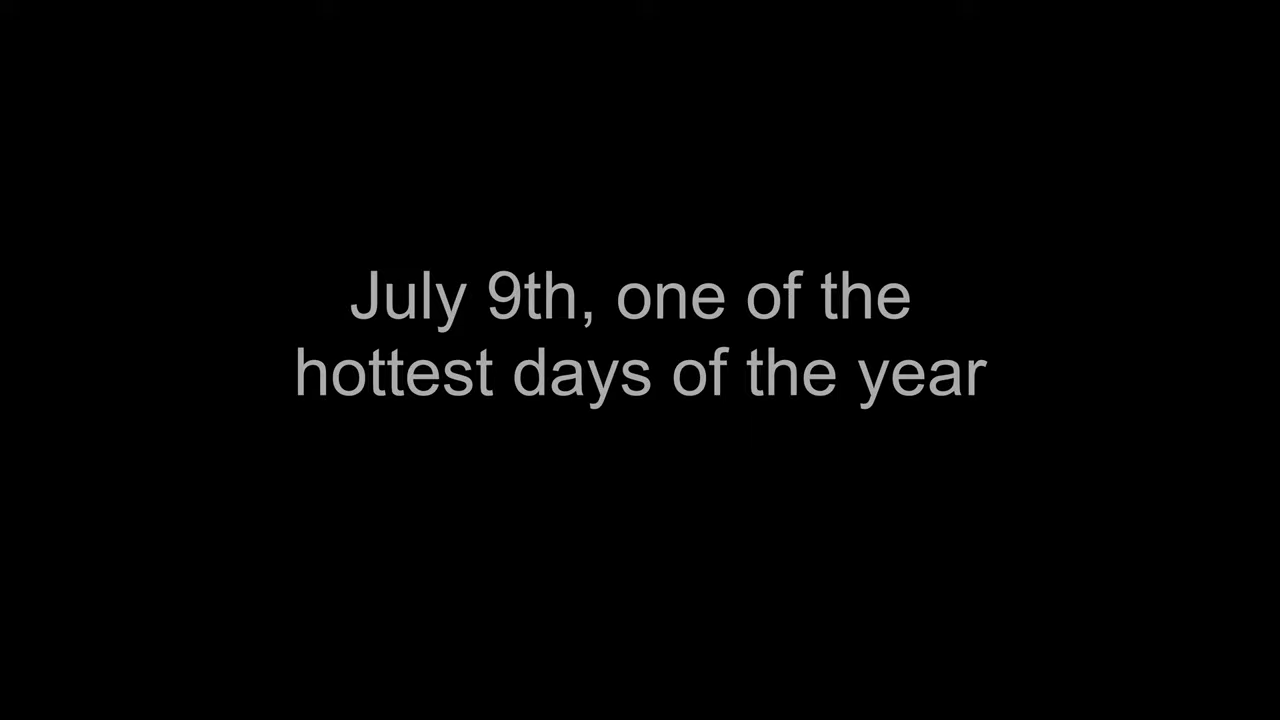 July 9th, one of the
hottest days of the year